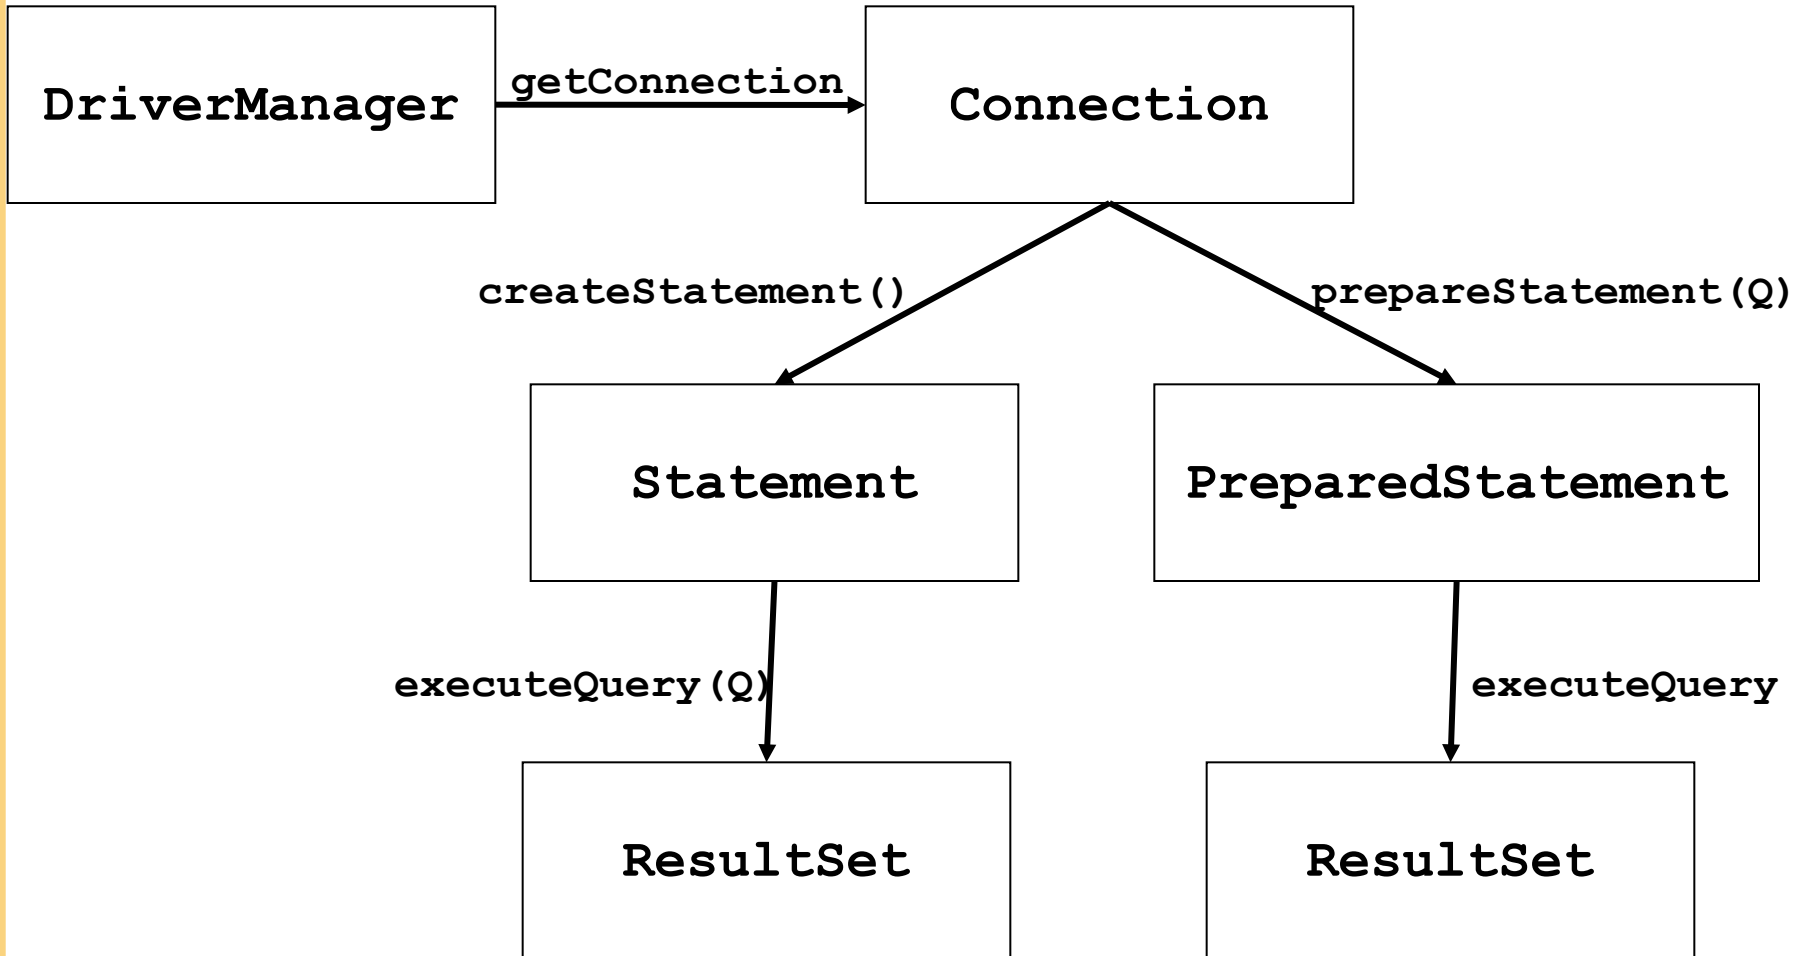 DriverManager
getConnection
Connection
createStatement()
prepareStatement(Q)
Statement
PreparedStatement
executeQuery(Q)
executeQuery
ResultSet
ResultSet